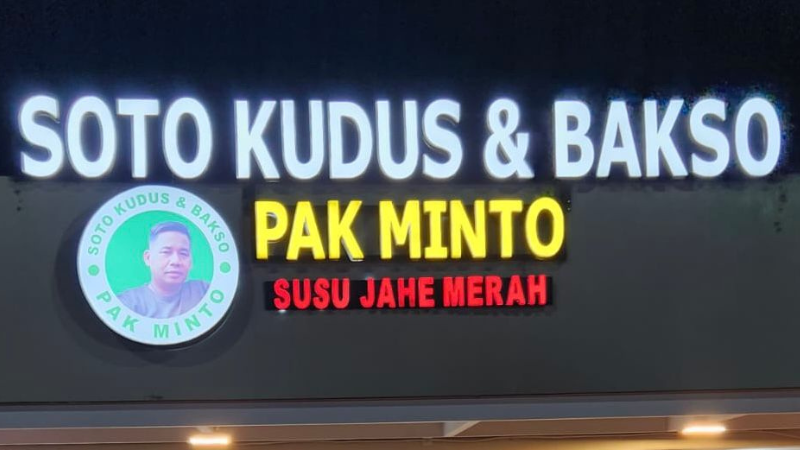 SOTO KUDUS & BAKSO
PAK MINTO
SUSU JAHE MERAH
SOTO KUDUS & BAKSO
PAK MINTO